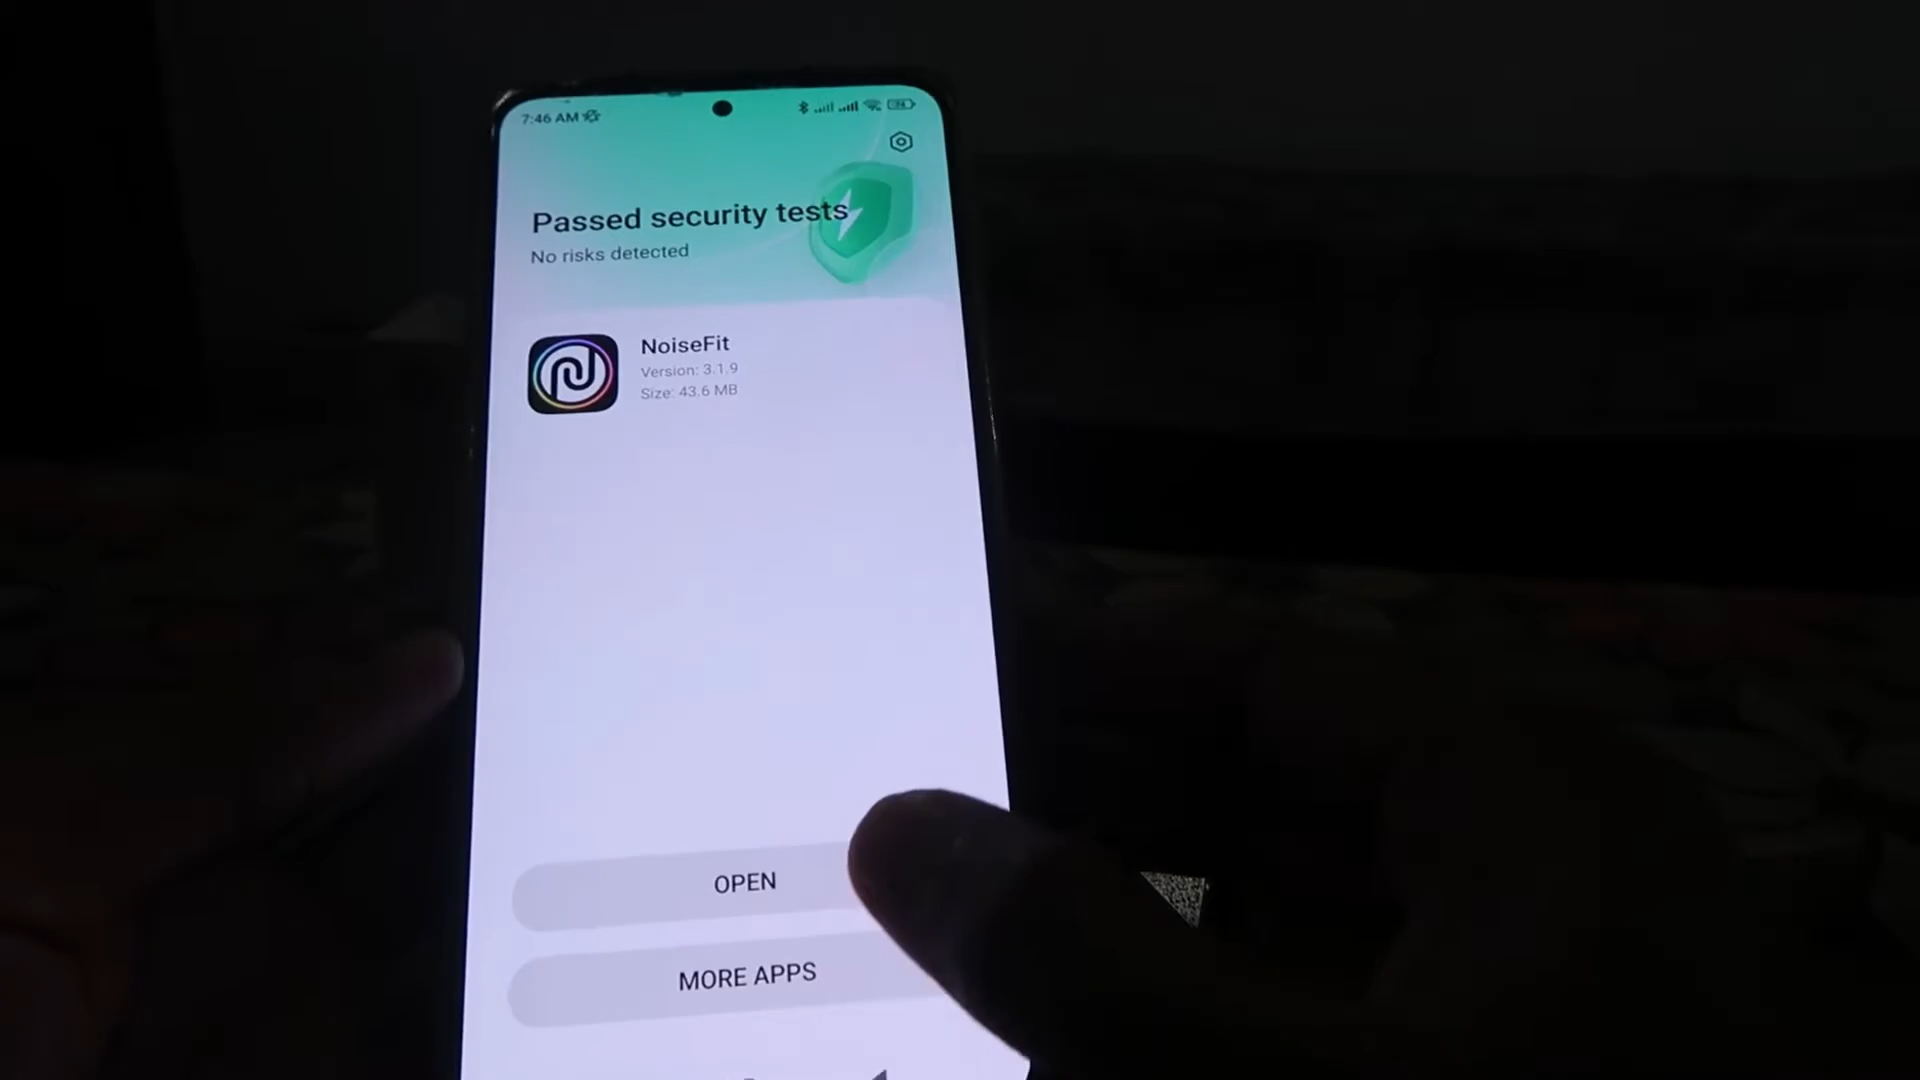 7:46 AM
Passed security tests
No risks detected
NoiseFit
Version: 3.1.9
Size: 43.6 MB
OPEN
MORE APPS